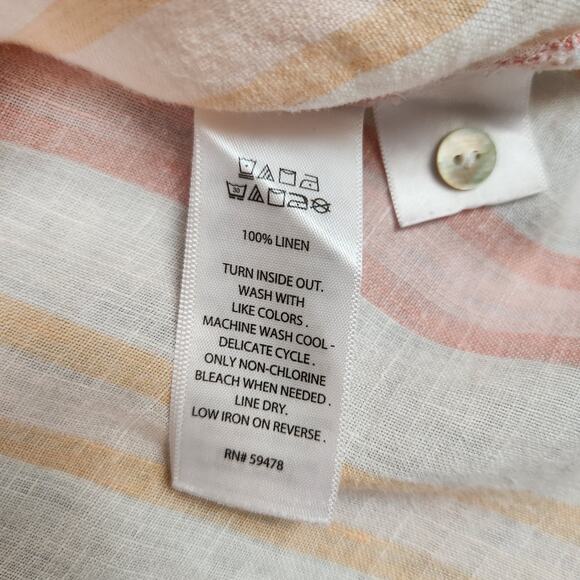 30
100% LINEN
TURN INSIDE OUT.
WASH WITH
LIKE COLORS .
MACHINE WASH COOL -
DELICATE CYCLE .
ONLY NON-CHLORINE
BLEACH WHEN NEEDED .
LINE DRY.
LOW IRON ON REVERSE .
RN# 59478